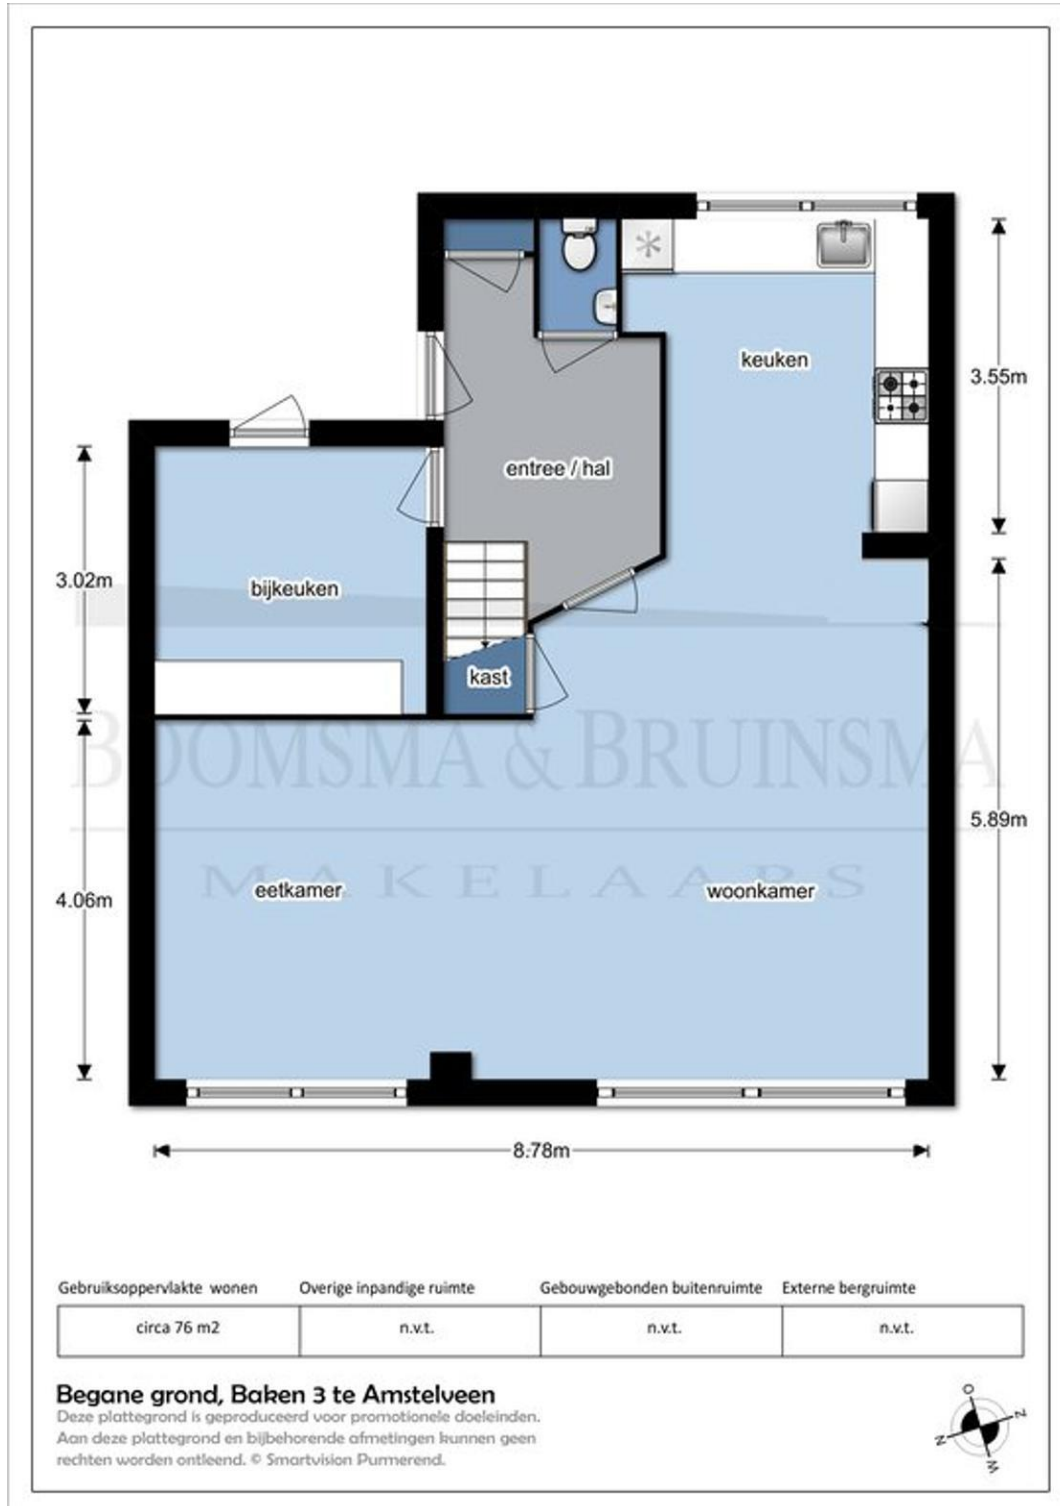 keuken
3.55m
entree / hal
3.02m
bijkeuken
kast
BOOMSMA & BRUINSMA
5.89m
MAKELAARS
4.06m
eetkamer
woonkamer
8.78m
Gebruiksoppervlakte wonen
Overige inpandige ruimte
Gebouwgebonden buitenruimte
Externe bergruimte
circa 76 m2
n.v.t.
n.v.t.
n.v.t.
Begane grond, Baken 3 te Amstelveen
Deze plattegrond is geproduceerd voor promotionele doeleinden.
Aan deze plattegrond en bijbehorende afmetingen kunnen geen
rechten worden ontleend. © Smartvision Purmerend.
O
Z
N
W